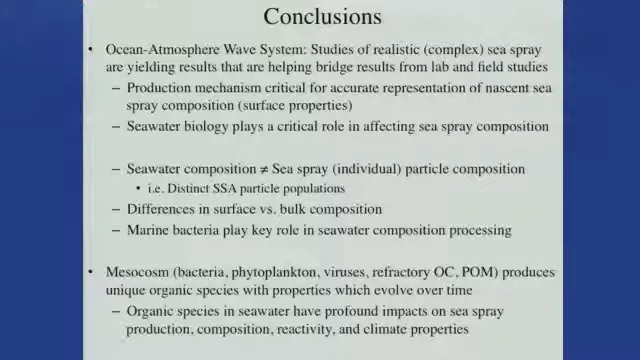 Conclusions
• Ocean-Atmosphere Wave System: Studies of realistic (complex) sea spray
are yielding results that are helping bridge results from lab and field studies
– Production mechanism critical for accurate representation of nascent sea
spray composition (surface properties)
– Seawater biology plays a critical role in affecting sea spray composition
– Seawater composition ≠ Sea spray (individual) particle composition
• i.e. Distinct SSA particle populations
– Differences in surface vs. bulk composition
– Marine bacteria play key role in seawater composition processing
• Mesocosm (bacteria, phytoplankton, viruses, refractory OC, POM) produces
unique organic species with properties which evolve over time
– Organic species in seawater have profound impacts on sea spray
production, composition, reactivity, and climate properties